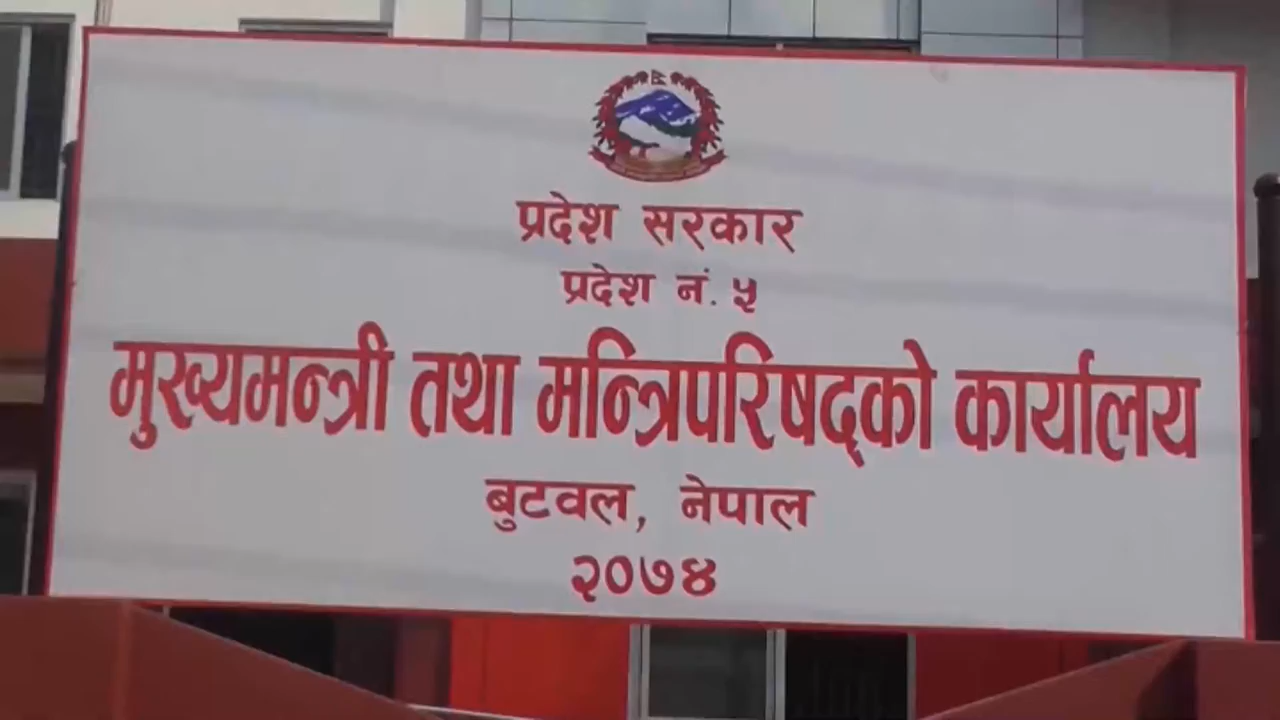 प्रदेश सरकार
प्रदेश नं. ५
मुख्यमन्त्री तथा मन्त्रिपरिषद्को कार्यालय
बुटवल, नेपाल
२०७४